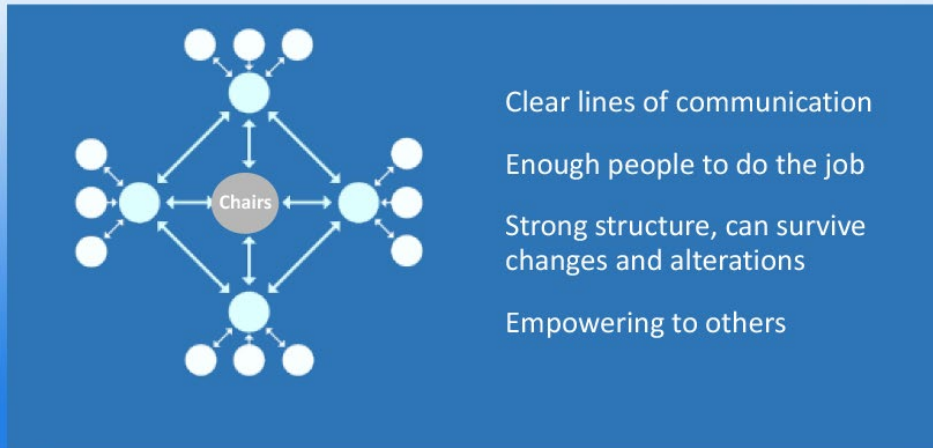 Chairs
Clear lines of communication
Enough people to do the job
Strong structure, can survive
changes and alterations
Empowering to others